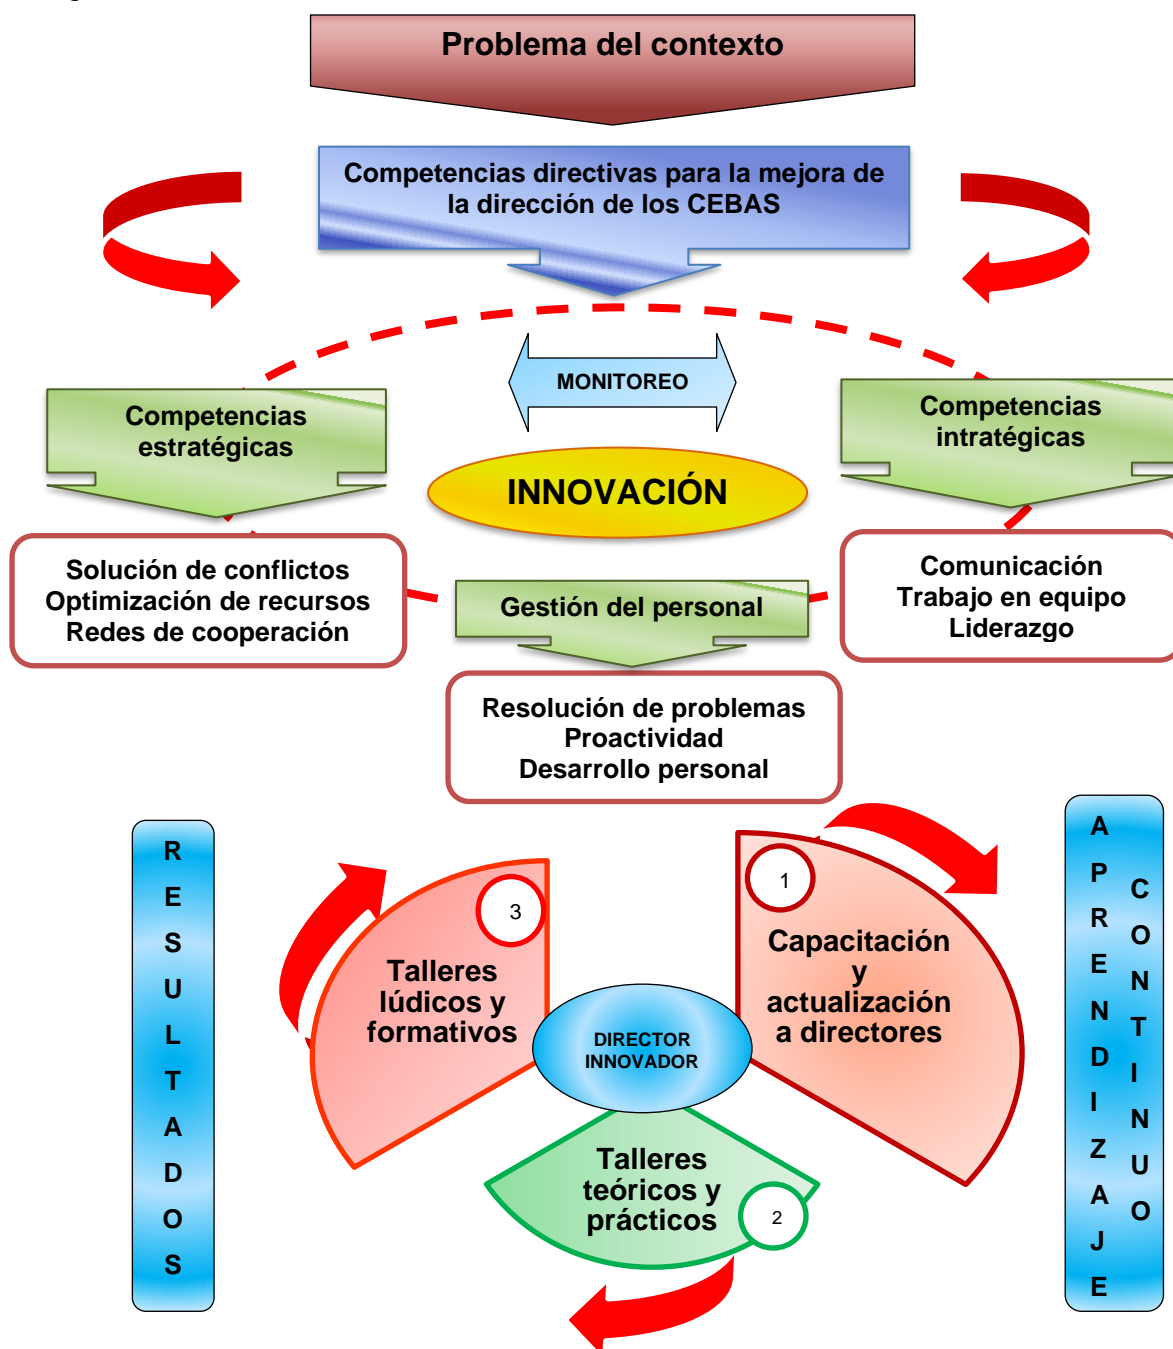 Problema del contexto
Competencias directivas para la mejora de
la dirección de los CEBAS
MONITOREO
Competencias
estratégicas
Competencias
intratégicas
INNOVACIÓN
Solución de conflictos
Optimización de recursos
Redes de cooperación
Gestión del personal
Comunicación
Trabajo en equipo
Liderazgo
Resolución de problemas
Proactividad
Desarrollo personal
RESULTADOS
3
Talleres
lúdicos y
formativos
1
Capacitación
y
actualización
a directores
DIRECTOR
INNOVADOR
Talleres
teóricos y
prácticos
2
APRENDIZAJE
CONTINUO